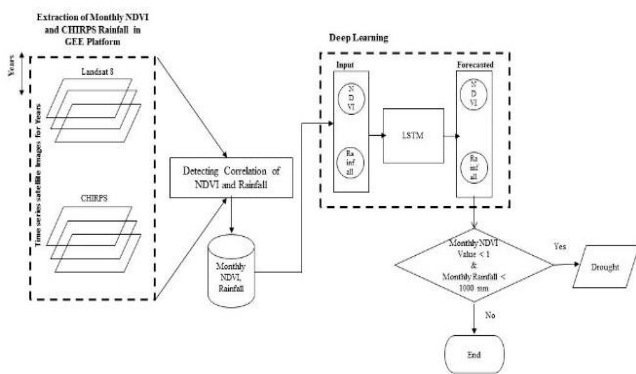 Extraction of Monthly NDVI
and CHIRPS Rainfall in
GEE Platform
Years
Time series satellite Images for Years
Landsat 8
CHIRPS
Detecting Correlation of
NDVI and Rainfall
Monthly
NDVI,
Rainfall
Deep Learning
Input
N
D
VI
Ra
inf
all
LSTM
Forecasted
N
D
VI
Ra
inf
all
Monthly NDVI
Value < 1
&
Monthly Rainfall <
1000 mm
Yes
Drought
No
End